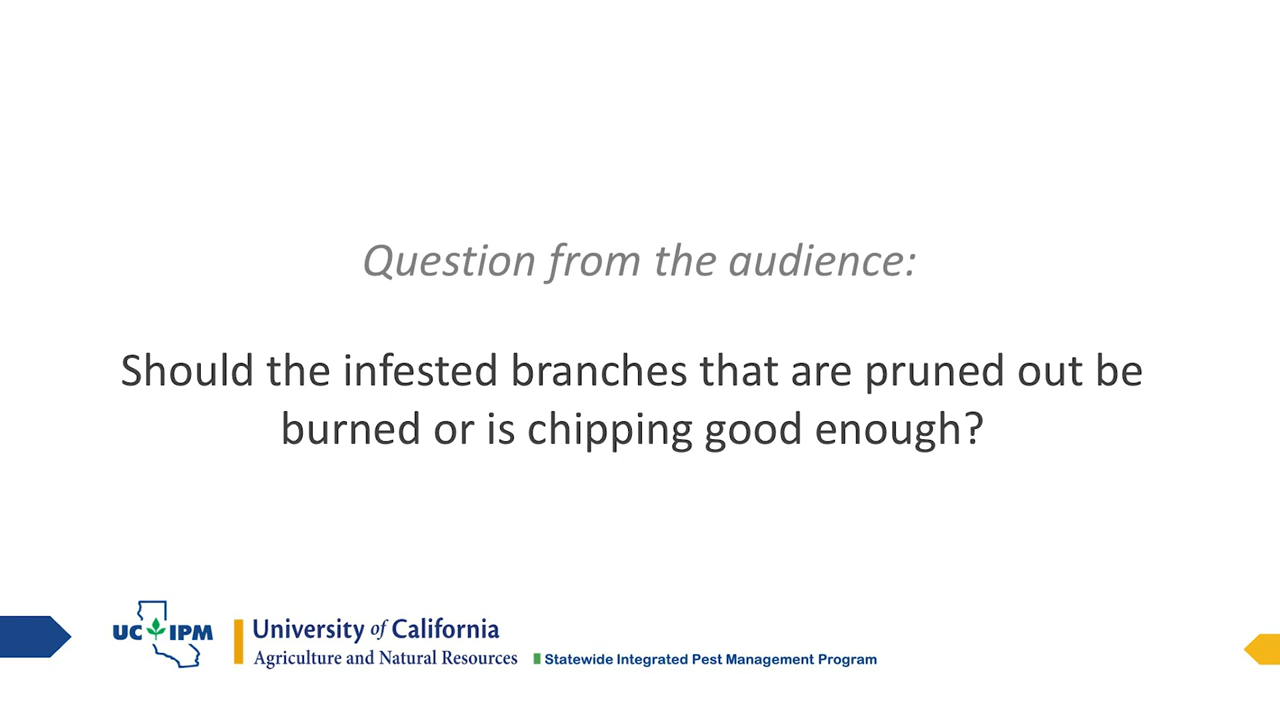 Question from the audience:
Should the infested branches that are pruned out be
burned or is chipping good enough?
UC IPM
University of California
Agriculture and Natural Resources
Statewide Integrated Pest Management Program